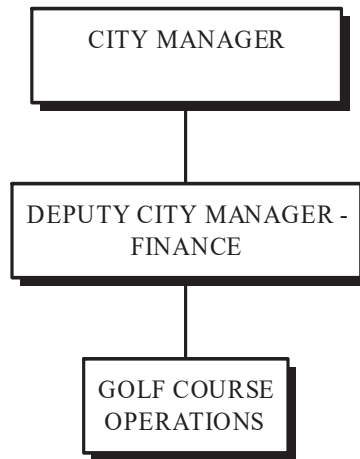 CITY MANAGER
DEPUTY CITY MANAGER -
FINANCE
GOLF COURSE
OPERATIONS